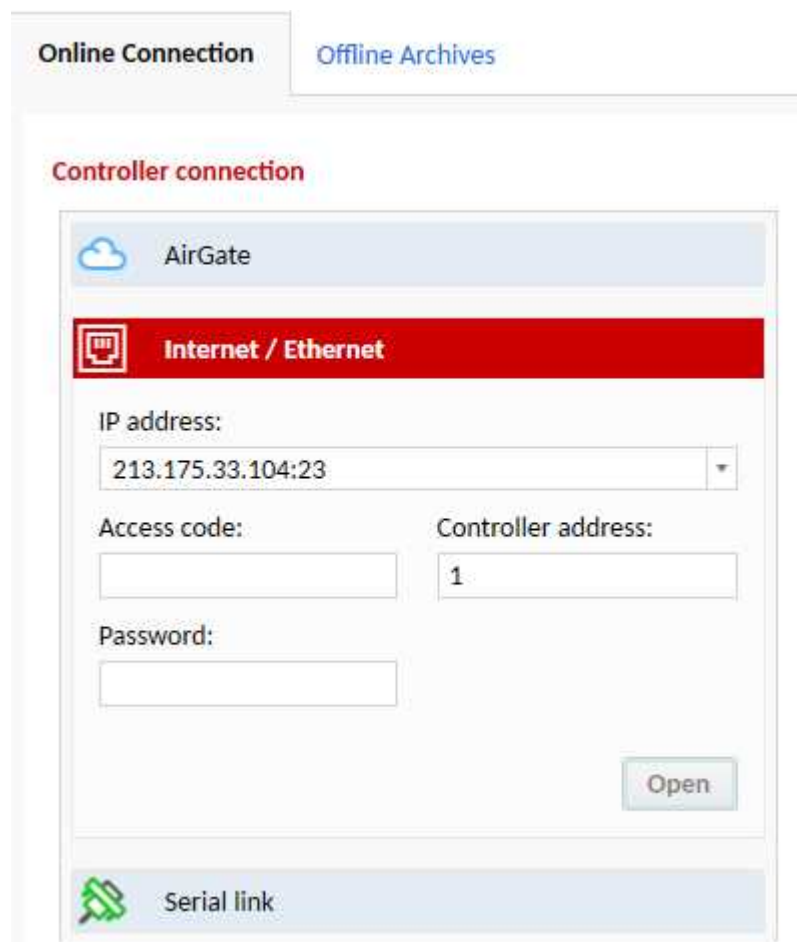 Online Connection
Offline Archives
Controller connection
AirGate
Internet / Ethernet
IP address:
213.175.33.104:23
Access code:
Controller address:
1
Password:
Open
Serial link